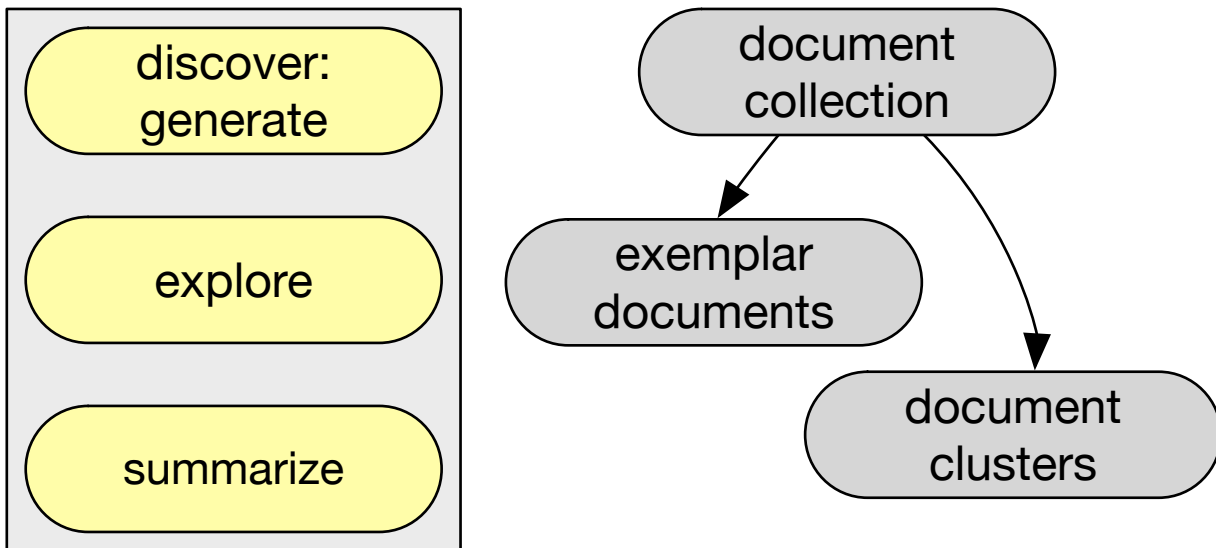 discover:
generate
explore
summarize
document
collection
exemplar
documents
document
clusters